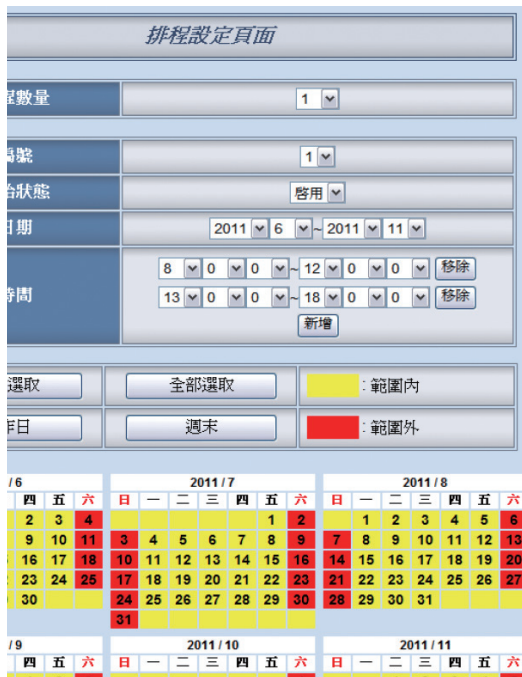 排程設定頁面
程數量 1
編號 1
始狀態 啓用
日期 2011 6 ~ 2011 11
時間 8 0 0 ~ 12 0 0 移除
13 0 0 ~ 18 0 0 移除
新增
選取 全部選取 : 範圍內
作日 週末 : 範圍外
/ 6 2011 / 7 2011 / 8
四 五 六 日 一 二 三 四 五 六 日 一 二 三 四 五 六
2 3 4 1 2 1 2 3 4 5 6
9 10 11 3 4 5 6 7 8 9 7 8 9 10 11 12 13
16 17 18 10 11 12 13 14 15 16 14 15 16 17 18 19 20
23 24 25 17 18 19 20 21 22 23 21 22 23 24 25 26 27
30 24 25 26 27 28 29 30 28 29 30 31
31
/ 9 2011 / 10 2011 / 11
四 五 六 日 一 二 三 四 五 六 日 一 二 三 四 五 六